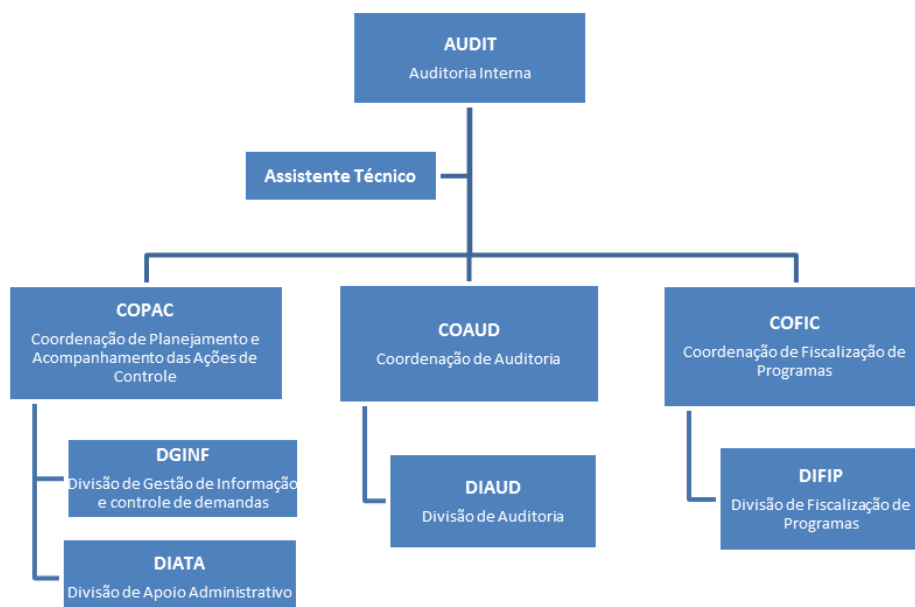 AUDIT
Auditoria Interna
Assistente Técnico
COPAC
Coordenação de Planejamento e
Acompanhamento das Ações de
Controle
COAUD
Coordenação de Auditoria
COFIC
Coordenação de Fiscalização de
Programas
DGINF
Divisão de Gestão de Informação
e controle de demandas
DIATA
Divisão de Apoio Administrativo
DIAUD
Divisão de Auditoria
DIFIP
Divisão de Fiscalização de
Programas